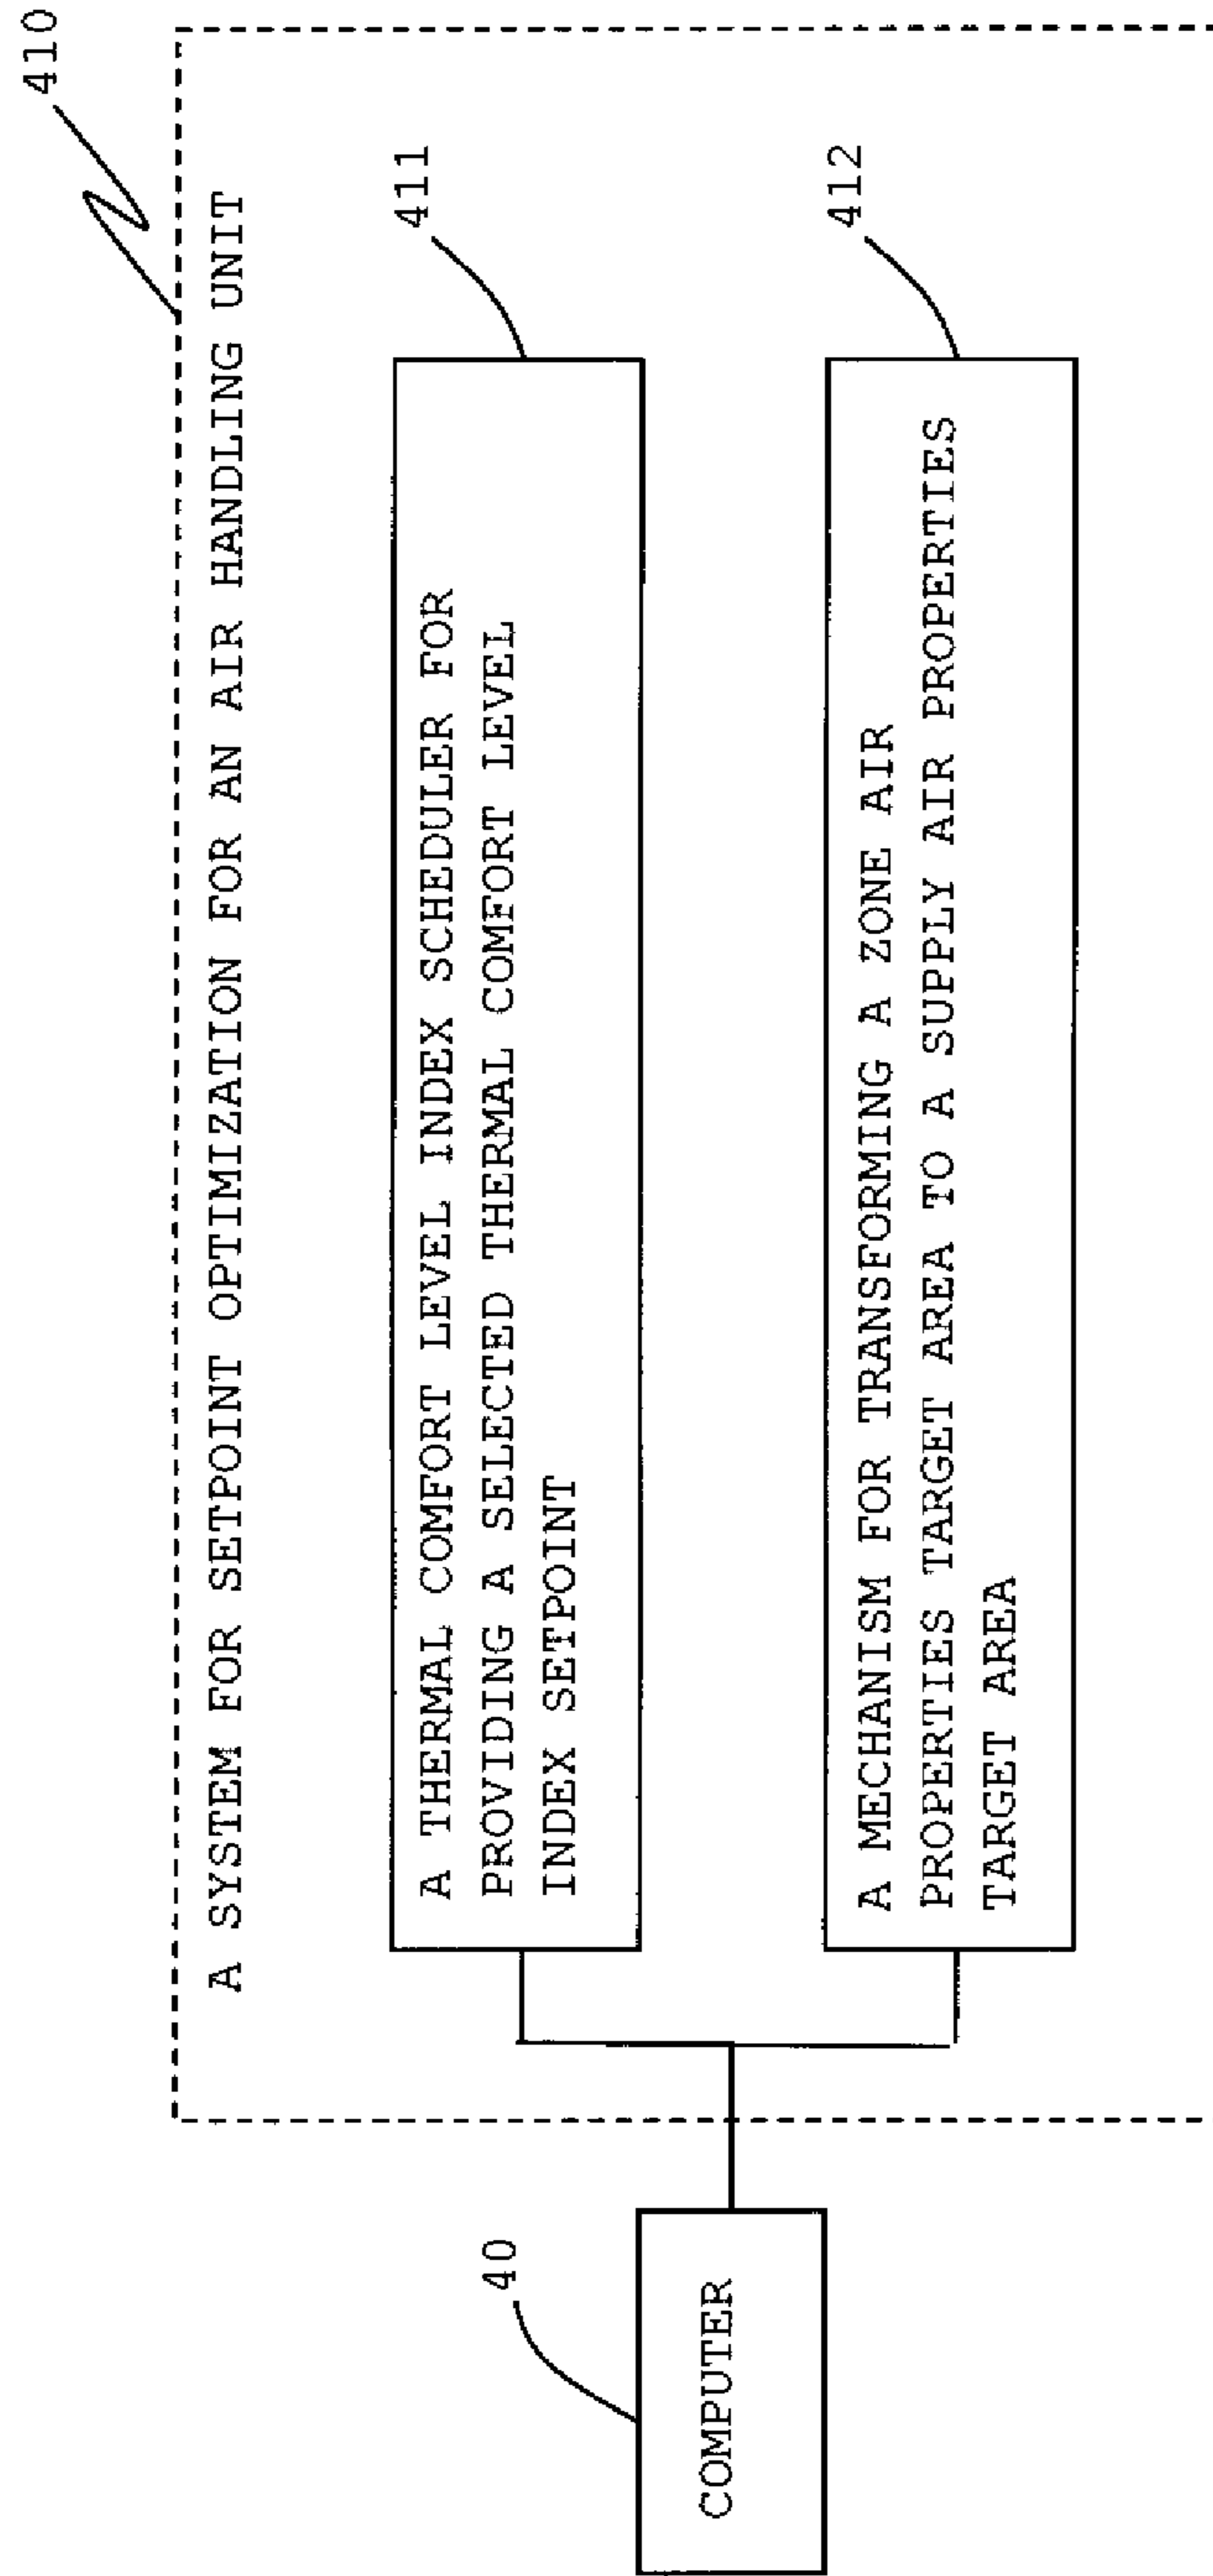 410
A SYSTEM FOR SETPOINT OPTIMIZATION FOR AN AIR HANDLING UNIT
411
A THERMAL COMFORT LEVEL INDEX SCHEDULER FOR
PROVIDING A SELECTED THERMAL COMFORT LEVEL
INDEX SETPOINT
40
COMPUTER
412
A MECHANISM FOR TRANSFORMING A ZONE AIR
PROPERTIES TARGET AREA TO A SUPPLY AIR PROPERTIES
TARGET AREA